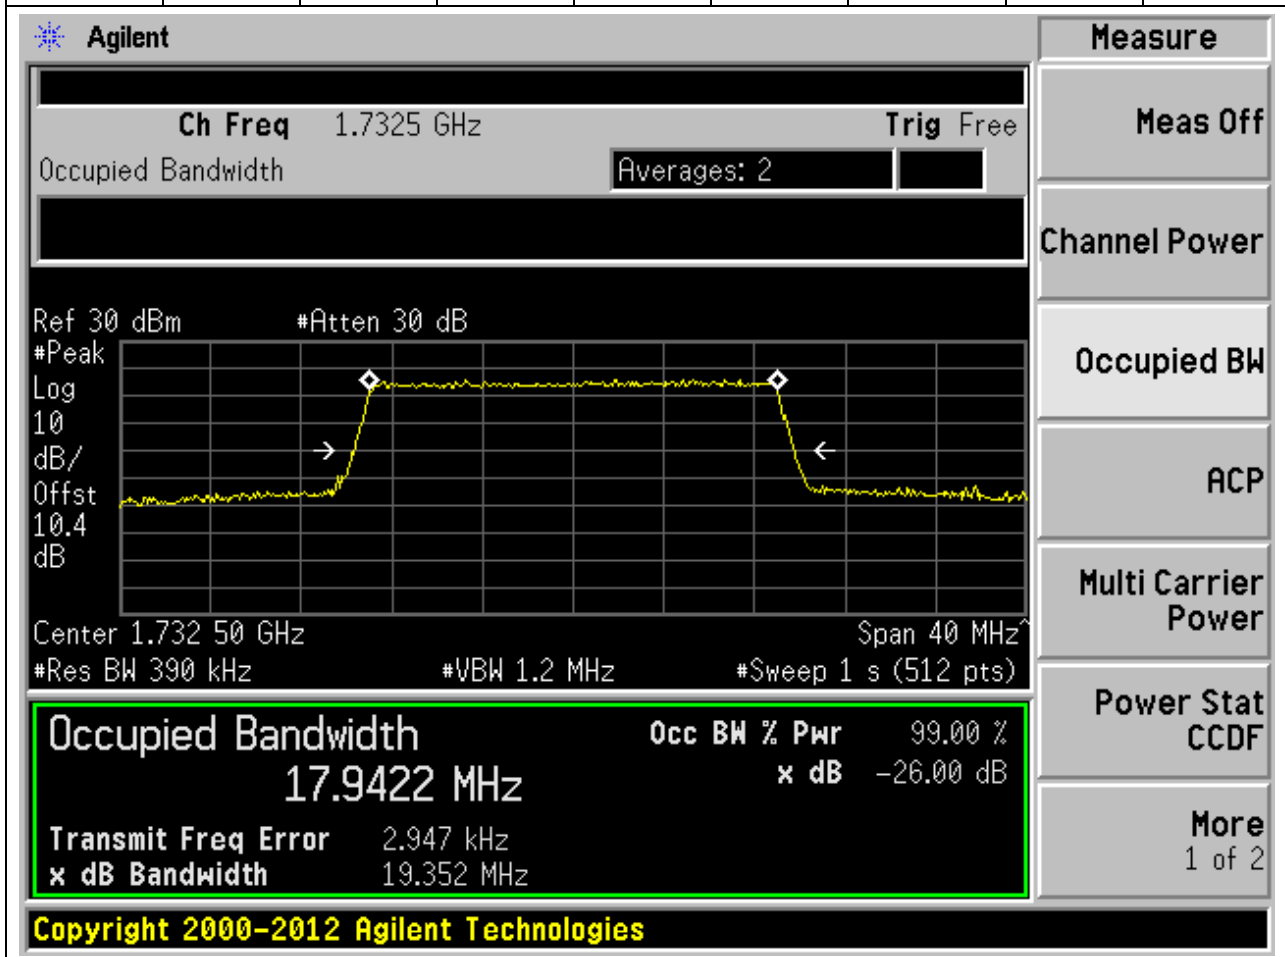 Agilent
Measure
Ch Freq 1.7325 GHz Trig Free
Meas Off
Occupied Bandwidth Averages: 2
Channel Power
Ref 30 dBm #Atten 30 dB
#Peak
Log
10
dB/
Offst
10.4
dB
Occupied BW
ACP
Multi Carrier
Power
Center 1.732 50 GHz Span 40 MHz^
#Res BW 390 kHz #VBW 1.2 MHz #Sweep 1 s (512 pts)
Power Stat
CCDF
Occupied Bandwidth
17.9422 MHz
Occ BW % Pwr 99.00 %
x dB -26.00 dB
Transmit Freq Error 2.947 kHz
x dB Bandwidth 19.352 MHz
More
1 of 2
Copyright 2000-2012 Agilent Technologies